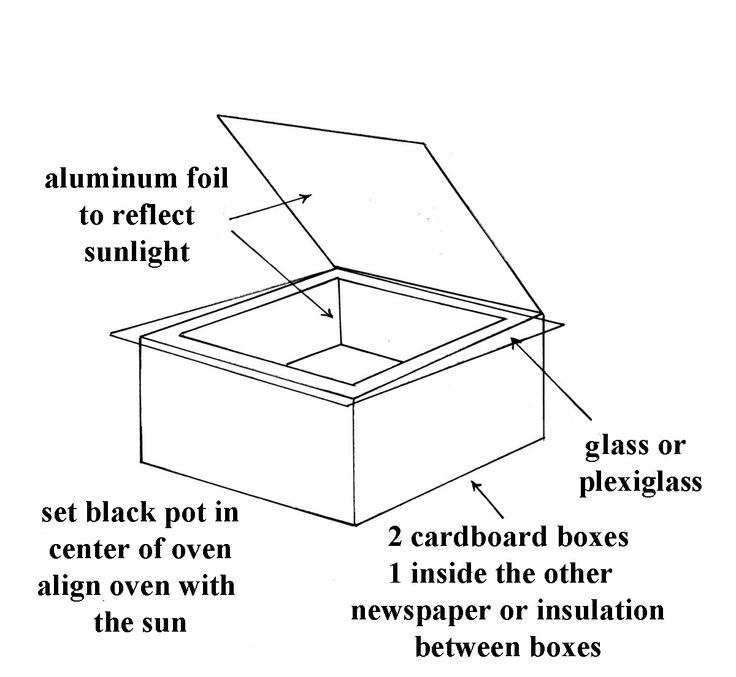 aluminum foil
to reflect
sunlight
glass or
plexiglass
set black pot in
center of oven
align oven with
the sun
2 cardboard boxes
1 inside the other
newspaper or insulation
between boxes